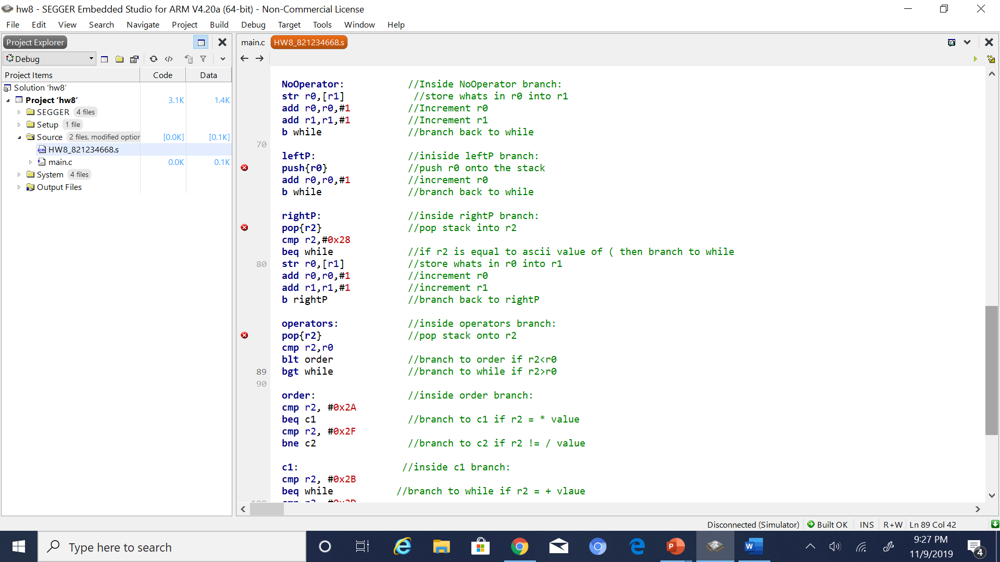 hw8 - SEGGER Embedded Studio for ARM V4.20a (64-bit) - Non-Commercial License
File Edit View Search Navigate Project Build Debug Target Tools Window Help
Project Explorer
Debug
Project Items Code Data
Solution ‘hw8’
Project ‘hw8’ 3.1K 1.4K
SEGGER 4 files
Setup 1 file
Source 2 files, modified option [0.0K] [0.1K]
asm HW8_821234668.s
main.c 0.0K 0.1K
System 4 files
Output Files
main.c HW8_821234668.s
NoOperator: //Inside NoOperator branch:
str r0,[r1] //store whats in r0 into r1
add r0,r0,#1 //Increment r0
add r1,r1,#1 //Increment r1
b while //branch back to while
70
leftP: //iniside leftP branch:
push{r0} //push r0 onto the stack
add r0,r0,#1 //increment r0
b while //branch back to while
rightP: //inside rightP branch:
pop{r2} //pop stack into r2
cmp r2,#0x28
beq while //if r2 is equal to ascii value of ( then branch to while
80 str r0,[r1] //store whats in r0 into r1
add r0,r0,#1 //increment r0
add r1,r1,#1 //increment r1
b rightP //branch back to rightP
operators: //inside operators branch:
pop{r2} //pop stack onto r2
cmp r2,r0
blt order //branch to order if r2<r0
89 bgt while //branch to while if r2>r0
90
order: //inside order branch:
cmp r2, #0x2A
beq c1 //branch to c1 if r2 = * value
cmp r2, #0x2F
bne c2 //branch to c2 if r2 != / value
c1: //inside c1 branch:
cmp r2, #0x2B
beq while //branch to while if r2 = + vlaue
100 cmp r2, #0x2D
Disconnected (Simulator) Built OK INS R+W Ln 89 Col 42
Type here to search
9:27 PM
11/9/2019
4